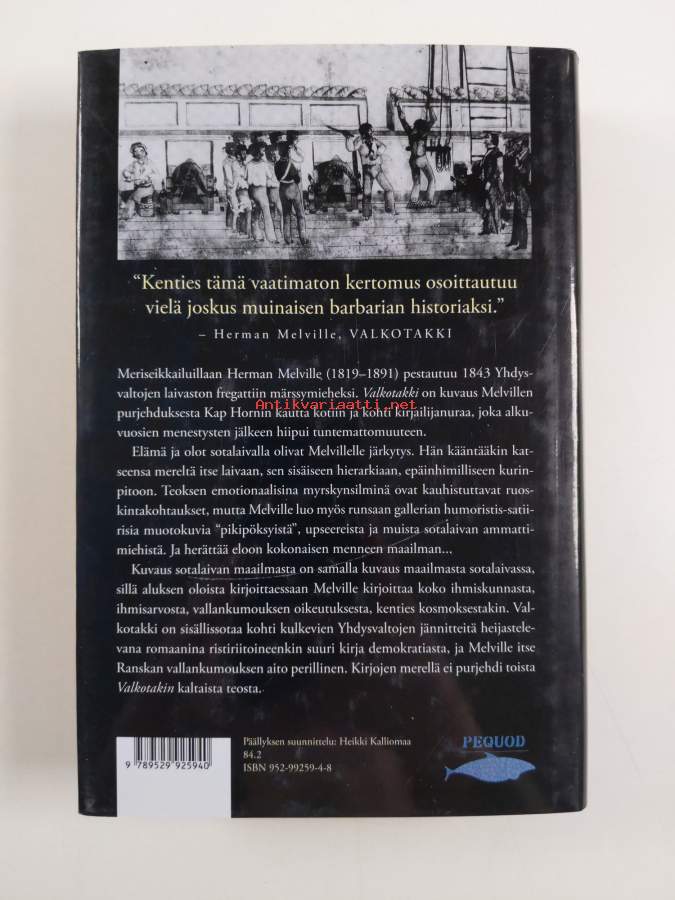 “Kenties tämä vaatimaton kertomus osoittautuu
vielä joskus muinaisen barbarian historiaksi.”
– Herman Melville, VALKOTAKKI
Meriseikkailuillaan Herman Melville (1819–1891) pestautuu 1843 Yhdys-
valtojen laivaston fregattiin märssymieheksi. Valkotakki on kuvaus Melvillen
purjehduksesta Kap Hornin kautta kotiin ja kohti kirjailijanuraa, joka alku-
Antikvariaatti.net
vuosien menestysten jälkeen hiipui tuntemattomuuteen.
Elämä ja olot sotalaivalla olivat Melvillelle järkytys. Hän kääntääkin kat-
seensa mereltä itse laivaan, sen sisäiseen hierarkiaan, epäinhimilliseen kurin-
pitoon. Teoksen emotionaalisina myrskynsilminä ovat kauhistuttavat ruos-
kintakohtaukset, mutta Melville luo myös runsaan gallerian humoristis-satii-
risia muotokuvia “pikipöksyistä”, upseereista ja muista sotalaivan ammatti-
miehistä. Ja herättää eloon kokonaisen menneen maailman...
Kuvaus sotalaivan maailmasta on samalla kuvaus maailmasta sotalaivassa,
sillä aluksen oloista kirjoittaessaan Melville kirjoittaa koko ihmiskunnasta,
ihmisarvosta, vallankumouksen oikeutuksesta, kenties kosmoksestakin. Val-
kotakki on sisällissotaa kohti kulkevien Yhdysvaltojen jännitteitä heijastele-
vana romaanina ristiriitoineenkin suuri kirja demokratiasta, ja Melville itse
Ranskan vallankumouksen aito perillinen. Kirjojen merellä ei purjehdi toista
Valkotakin kaltaista teosta.
Päällyksen suunnittelu: Heikki Kalliomaa
84.2
ISBN 952-99259-4-8
9 789529 925940
PEQUOD